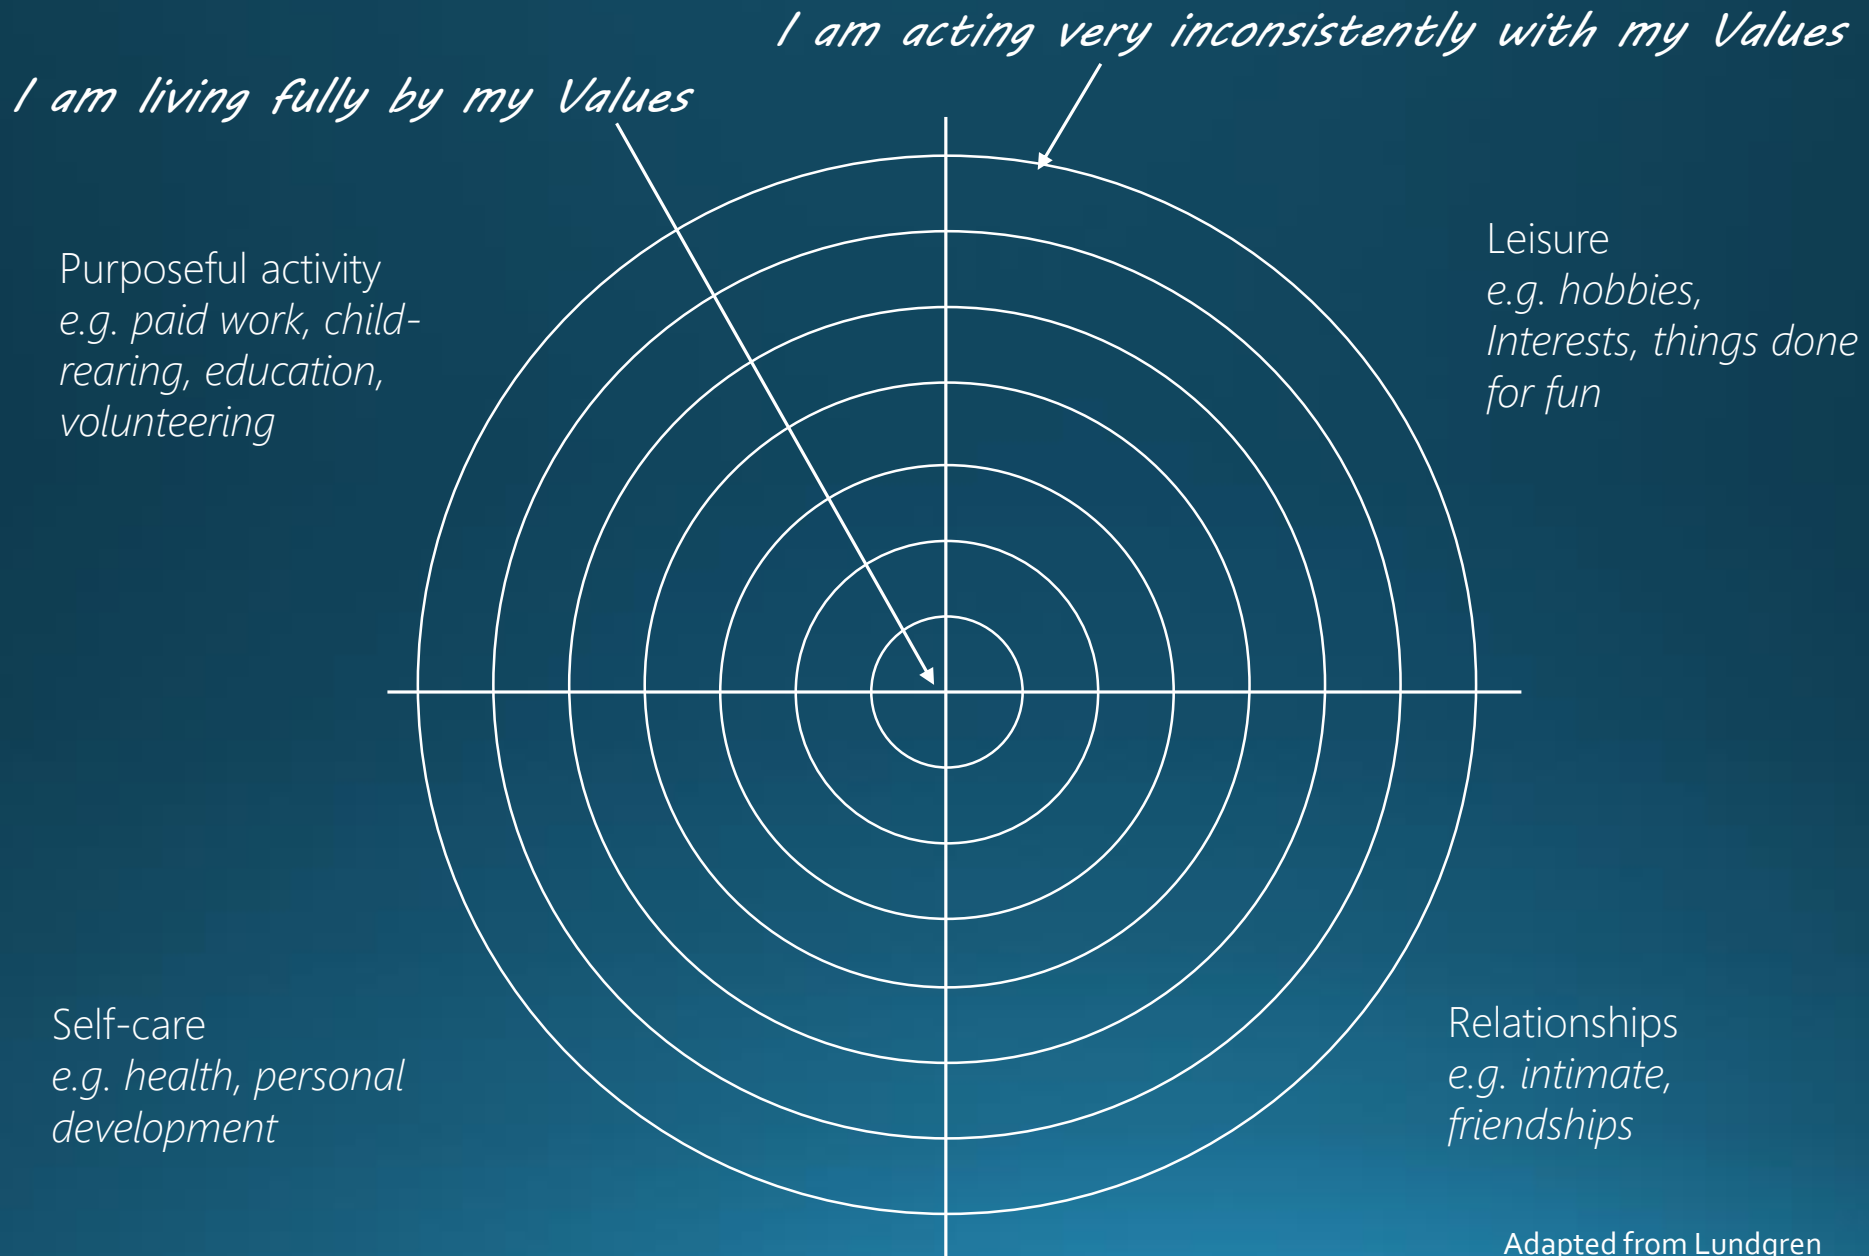 I am acting very inconsistently with my Values
I am living fully by my Values
Purposeful activity
e.g. paid work, child-
rearing, education,
volunteering
Leisure
e.g. hobbies,
Interests, things done
for fun
Self-care
e.g. health, personal
development
Relationships
e.g. intimate,
friendships
Adapted from Lundgren